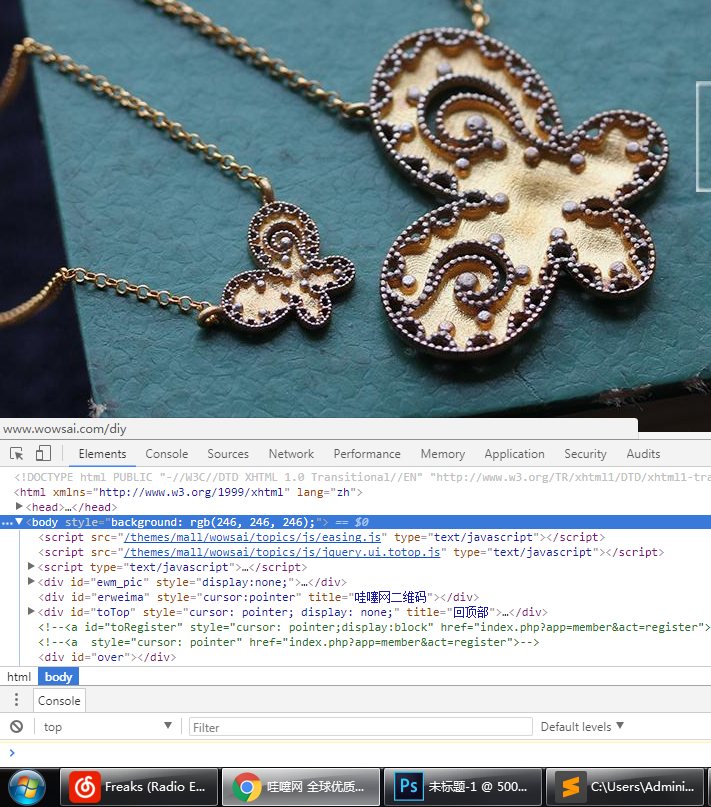 www.wowsai.com/diy
Elements Console Sources Network Performance Memory Application Security Audits
<!DOCTYPE html PUBLIC "-//W3C//DTD XHTML 1.0 Transitional//EN" "http://www.w3.org/TR/xhtml1/DTD/xhtml1-tra
<html xmlns="http://www.w3.org/1999/xhtml" lang="zh">
▶<head>…</head>
…▼<body style="background: rgb(246, 246, 246);"> == $0
<script src="/themes/mall/wowsai/topics/js/easing.js" type="text/javascript"></script>
<script src="/themes/mall/wowsai/topics/js/jquery.ui.totop.js" type="text/javascript"></script>
▶<script type="text/javascript">…</script>
▶<div id="ewm_pic" style="display:none;">…</div>
<div id="erweima" style="cursor:pointer" title="哇噻网二维码"></div>
▶<div id="toTop" style="cursor: pointer; display: none;" title="回顶部">…</div>
<!--<a id="toRegister" style="cursor: pointer;display:block" href="index.php?app=member&act=register">
<!--<a  style="cursor: pointer" href="index.php?app=member&act=register">-->
<div id="over"></div>
html body
Console
top ▼ Filter Default levels ▼
>
Freaks (Radio E... 哇噻网 全球优质... Ps 未标题-1 @ 500... C:\Users\Admini...